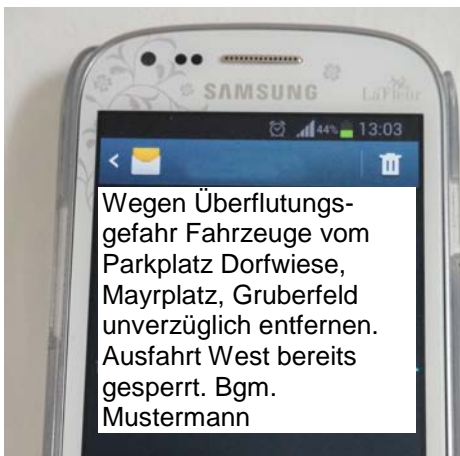 SAMSUNG LaFleur
44% 13:03
Wegen Überflutungs-
gefahr Fahrzeuge vom
Parkplatz Dorfwiese,
Mayrplatz, Gruberfeld
unverzüglich entfernen.
Ausfahrt West bereits
gesperrt. Bgm.
Mustermann